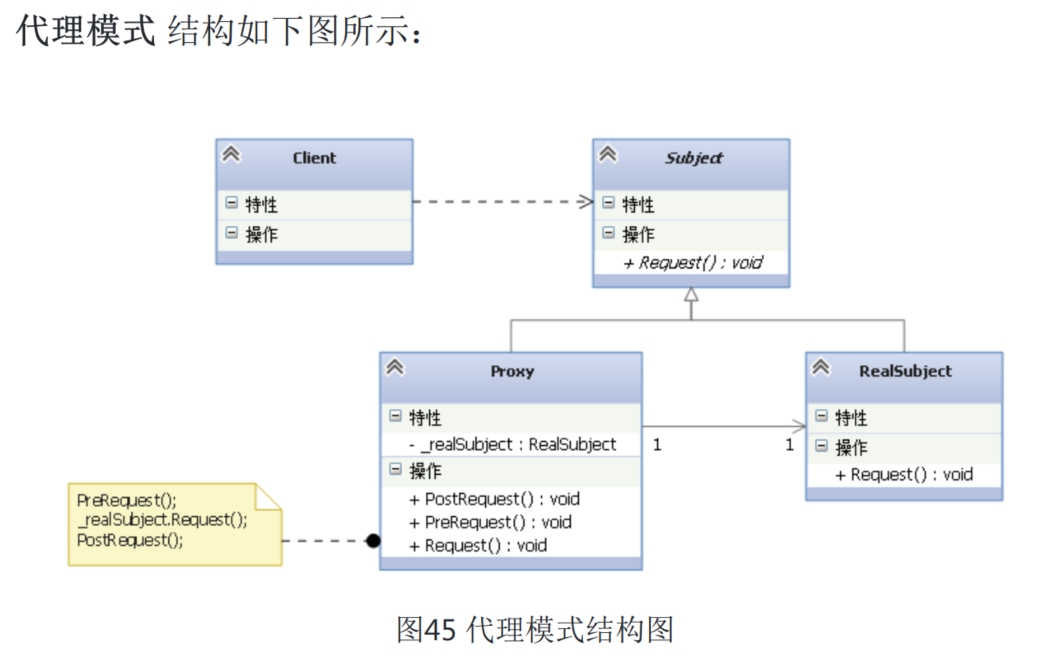 代理模式 结构如下图所示：
Client
特性
操作
Subject
特性
操作
+ Request() : void
Proxy
特性
- _realSubject : RealSubject
操作
+ PostRequest() : void
+ PreRequest() : void
+ Request() : void
1
1
RealSubject
特性
操作
+ Request() : void
PreRequest();
_realSubject.Request();
PostRequest();
图45 代理模式结构图